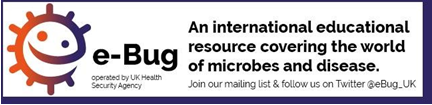 e-Bug
operated by UK Health
Security Agency
An international educational
resource covering the world
of microbes and disease.
Join our mailing list & follow us on Twitter @eBug_UK